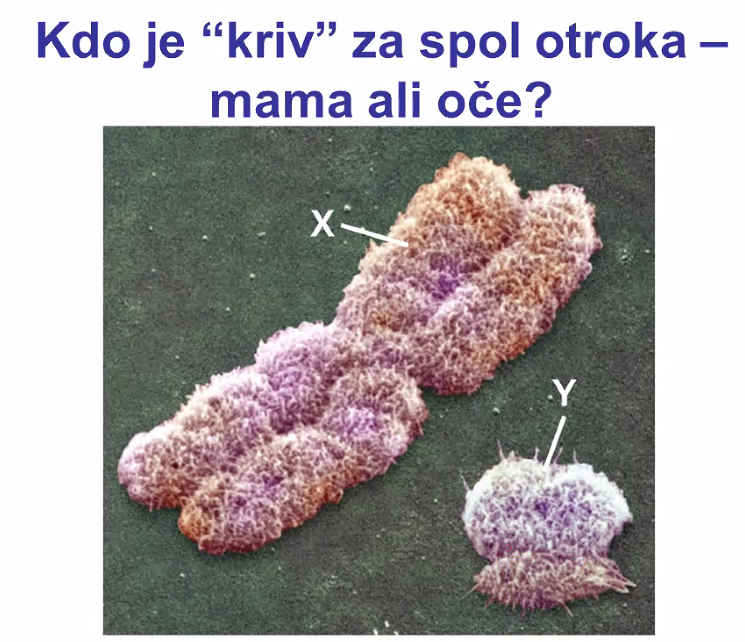 Kdo je “kriv” za spol otroka –
mama ali oče?
X
Y